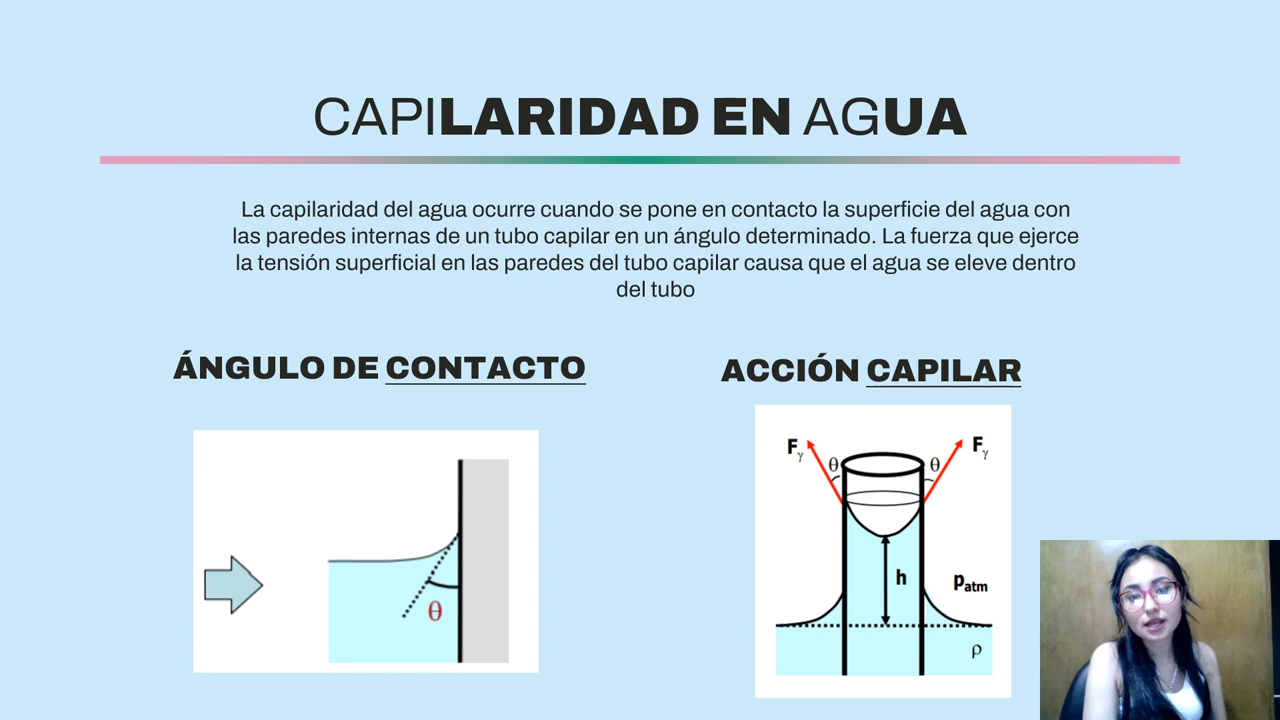 CAPILARIDAD EN AGUA
La capilaridad del agua ocurre cuando se pone en contacto la superficie del agua con
las paredes internas de un tubo capilar en un ángulo determinado. La fuerza que ejerce
la tensión superficial en las paredes del tubo capilar causa que el agua se eleve dentro
del tubo
ÁNGULO DE CONTACTO
θ
ACCIÓN CAPILAR
Fγ θ θ Fγ
h
patm
ρ